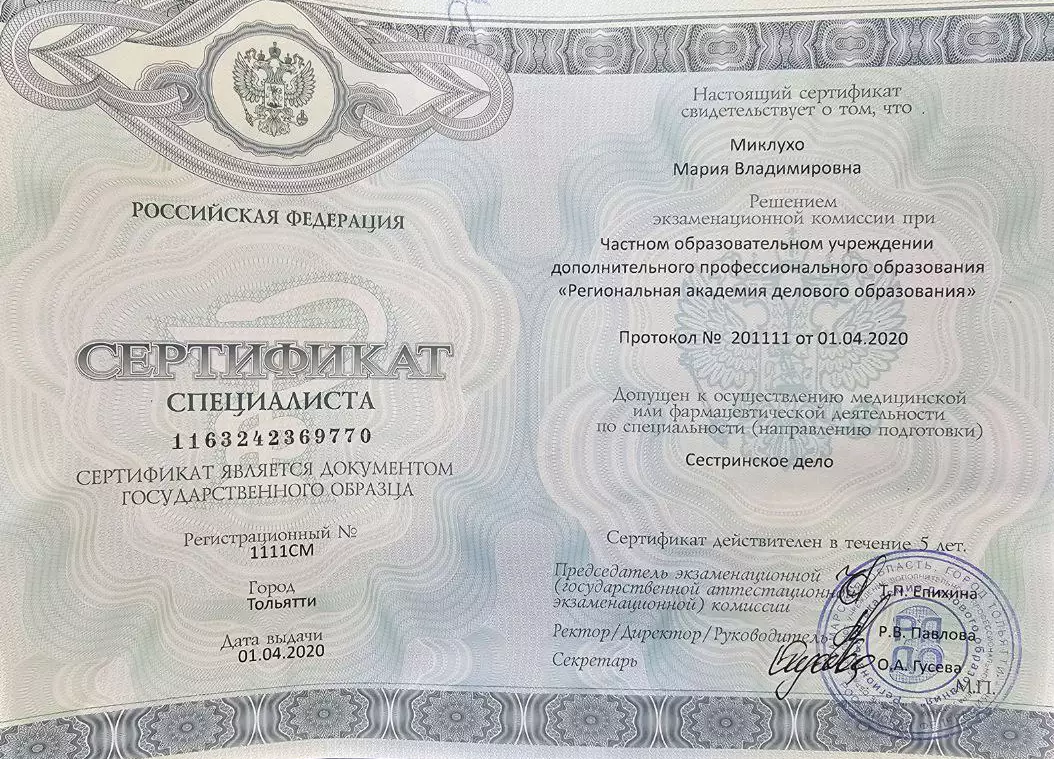 РОССИЙСКАЯ ФЕДЕРАЦИЯ
СЕРТИФИКАТ
СПЕЦИАЛИСТА
1163242369770
СЕРТИФИКАТ ЯВЛЯЕТСЯ ДОКУМЕНТОМ
ГОСУДАРСТВЕННОГО ОБРАЗЦА
Регистрационный №
1111СМ
Город
Тольятти
Дата выдачи
01.04.2020
Настоящий сертификат
свидетельствует о том, что
Миклухо
Мария Владимировна
Решением
экзаменационной комиссии при
Частном образовательном учреждении
дополнительного профессионального образования
«Региональная академия делового образования»
Протокол № 201111 от 01.04.2020
Допущен к осуществлению медицинской
или фармацевтической деятельности
по специальности (направлению подготовки)
Сестринское дело
Сертификат действителен в течение 5 лет.
Председатель экзаменационной
(государственной аттестационной
экзаменационной) комиссии
Т.П. Епихина
Ректор/Директор/Руководитель
Р.В. Павлова
Секретарь
О.А. Гусева
М.П.